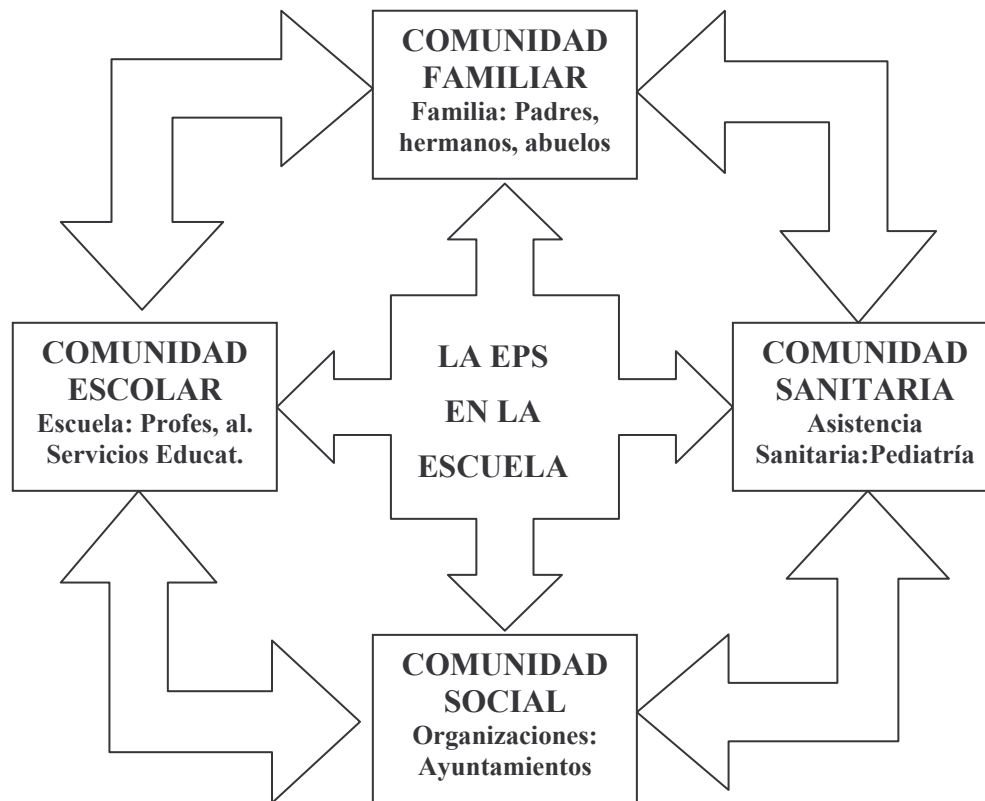 COMUNIDAD
FAMILIAR
Familia: Padres,
hermanos, abuelos
COMUNIDAD
ESCOLAR
Escuela: Profes, al.
Servicios Educat.
LA EPS
EN LA
ESCUELA
COMUNIDAD
SANITARIA
Asistencia
Sanitaria:Pediatría
COMUNIDAD
SOCIAL
Organizaciones:
Ayuntamientos